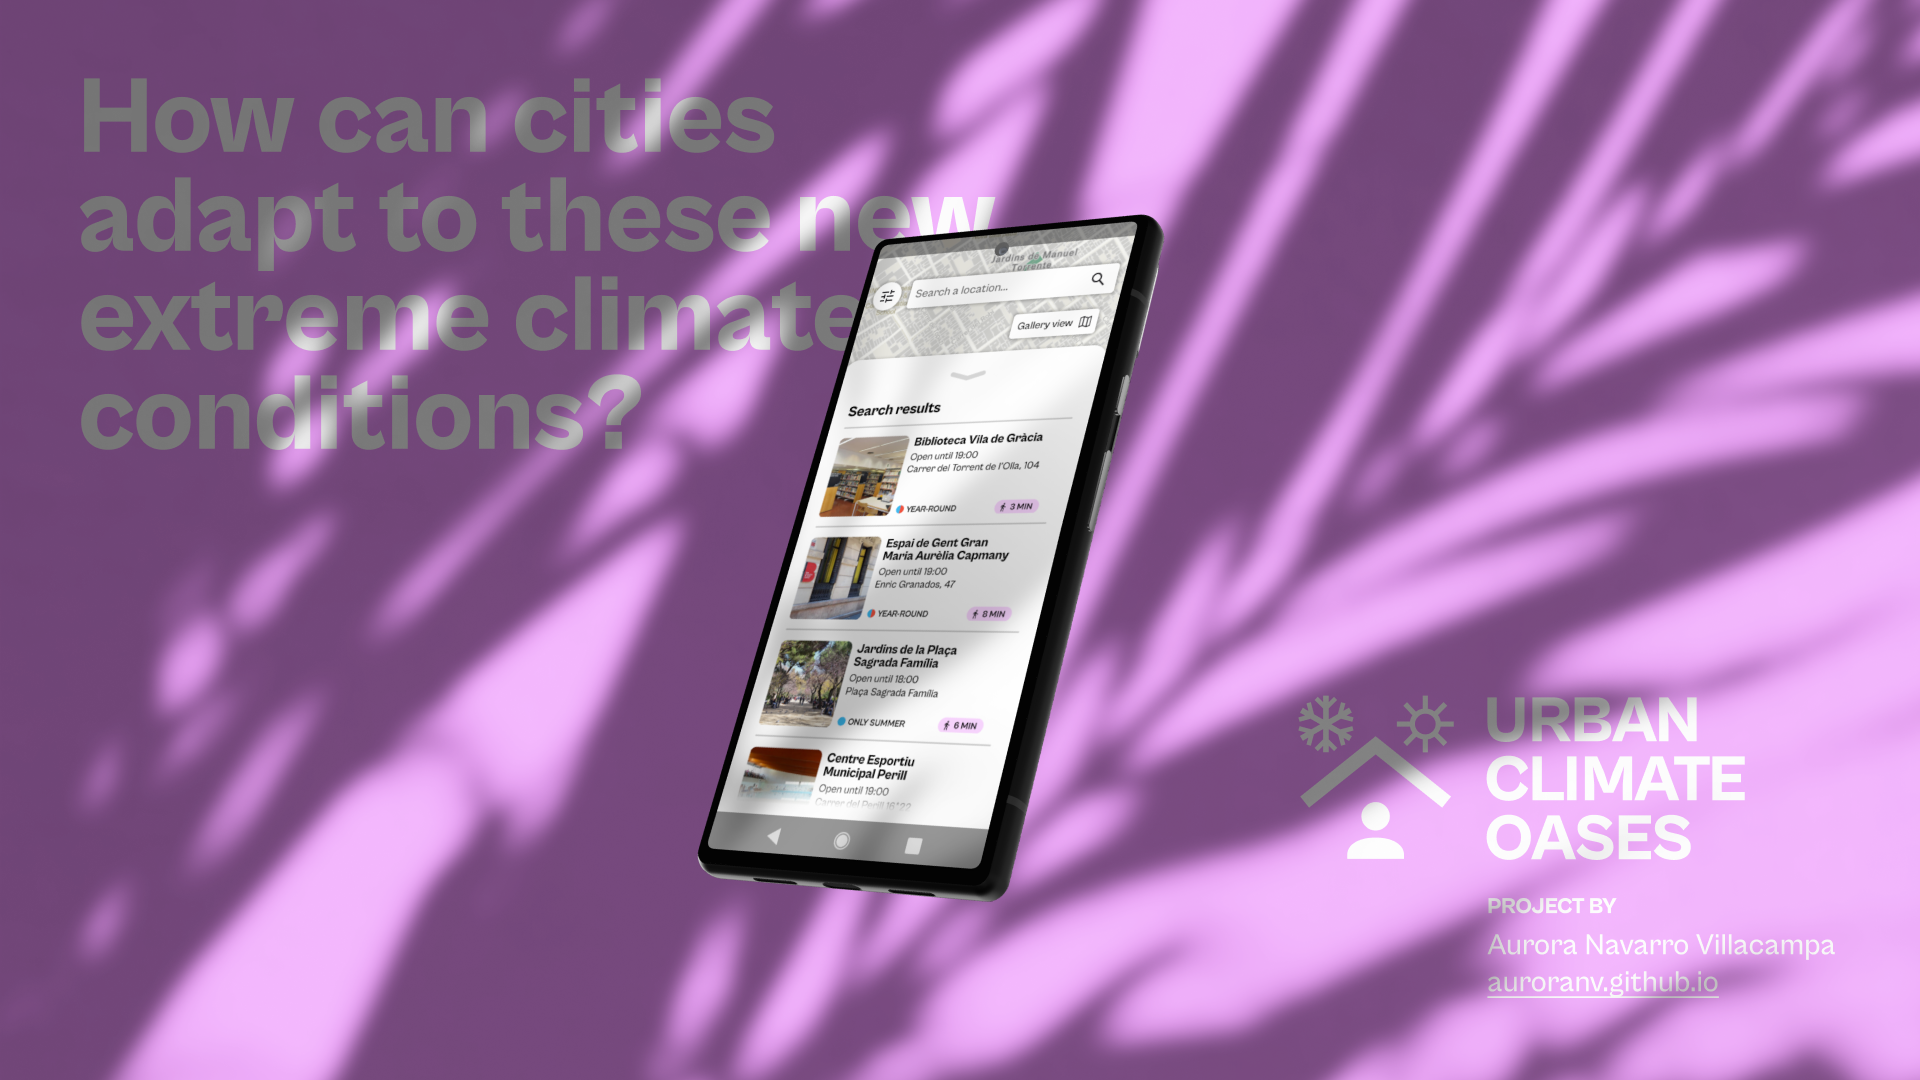 How can cities
adapt to these new
extreme climate
conditions?
Jardins de Manuel
Torrente
Search a location...
Gallery view
Search results
Biblioteca Vila de Gràcia
Open until 19:00
Carrer del Torrent de l'Olla, 104
YEAR-ROUND
3 MIN
Espai de Gent Gran
Maria Aurèlia Capmany
Open until 19:00
Enric Granados, 47
YEAR-ROUND
8 MIN
Jardins de la Plaça
Sagrada Família
Open until 18:00
Plaça Sagrada Família
ONLY SUMMER
6 MIN
Centre Esportiu
Municipal Perill
Open until 19:00
Carrer del Perill
URBAN
CLIMATE
OASES
PROJECT BY
Aurora Navarro Villacampa
auroranv.github.io